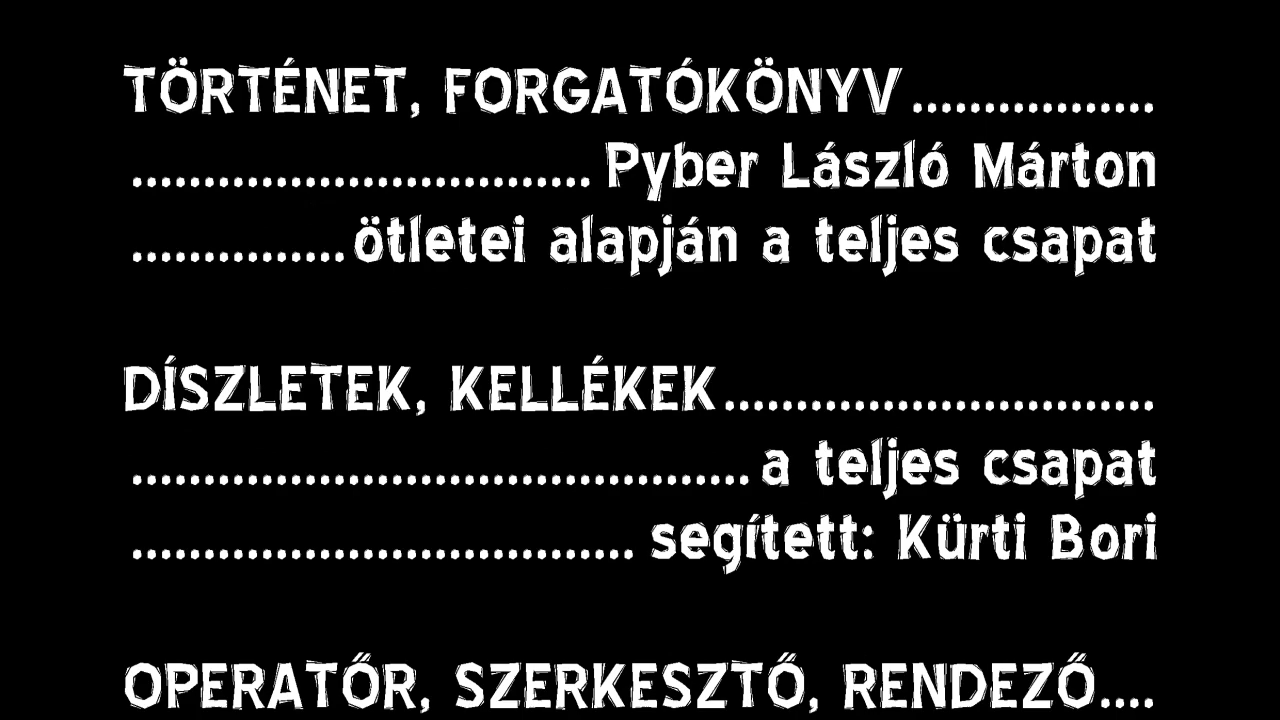 TÖRTÉNET, FORGATÓKÖNYV.................
................................Pyber László Márton
...............ötletei alapján a teljes csapat
DÍSZLETEK, KELLÉKEK..............................
...........................................a teljes csapat
...................................segített: Kürti Bori
OPERATŐR, SZERKESZTŐ, RENDEZŐ....